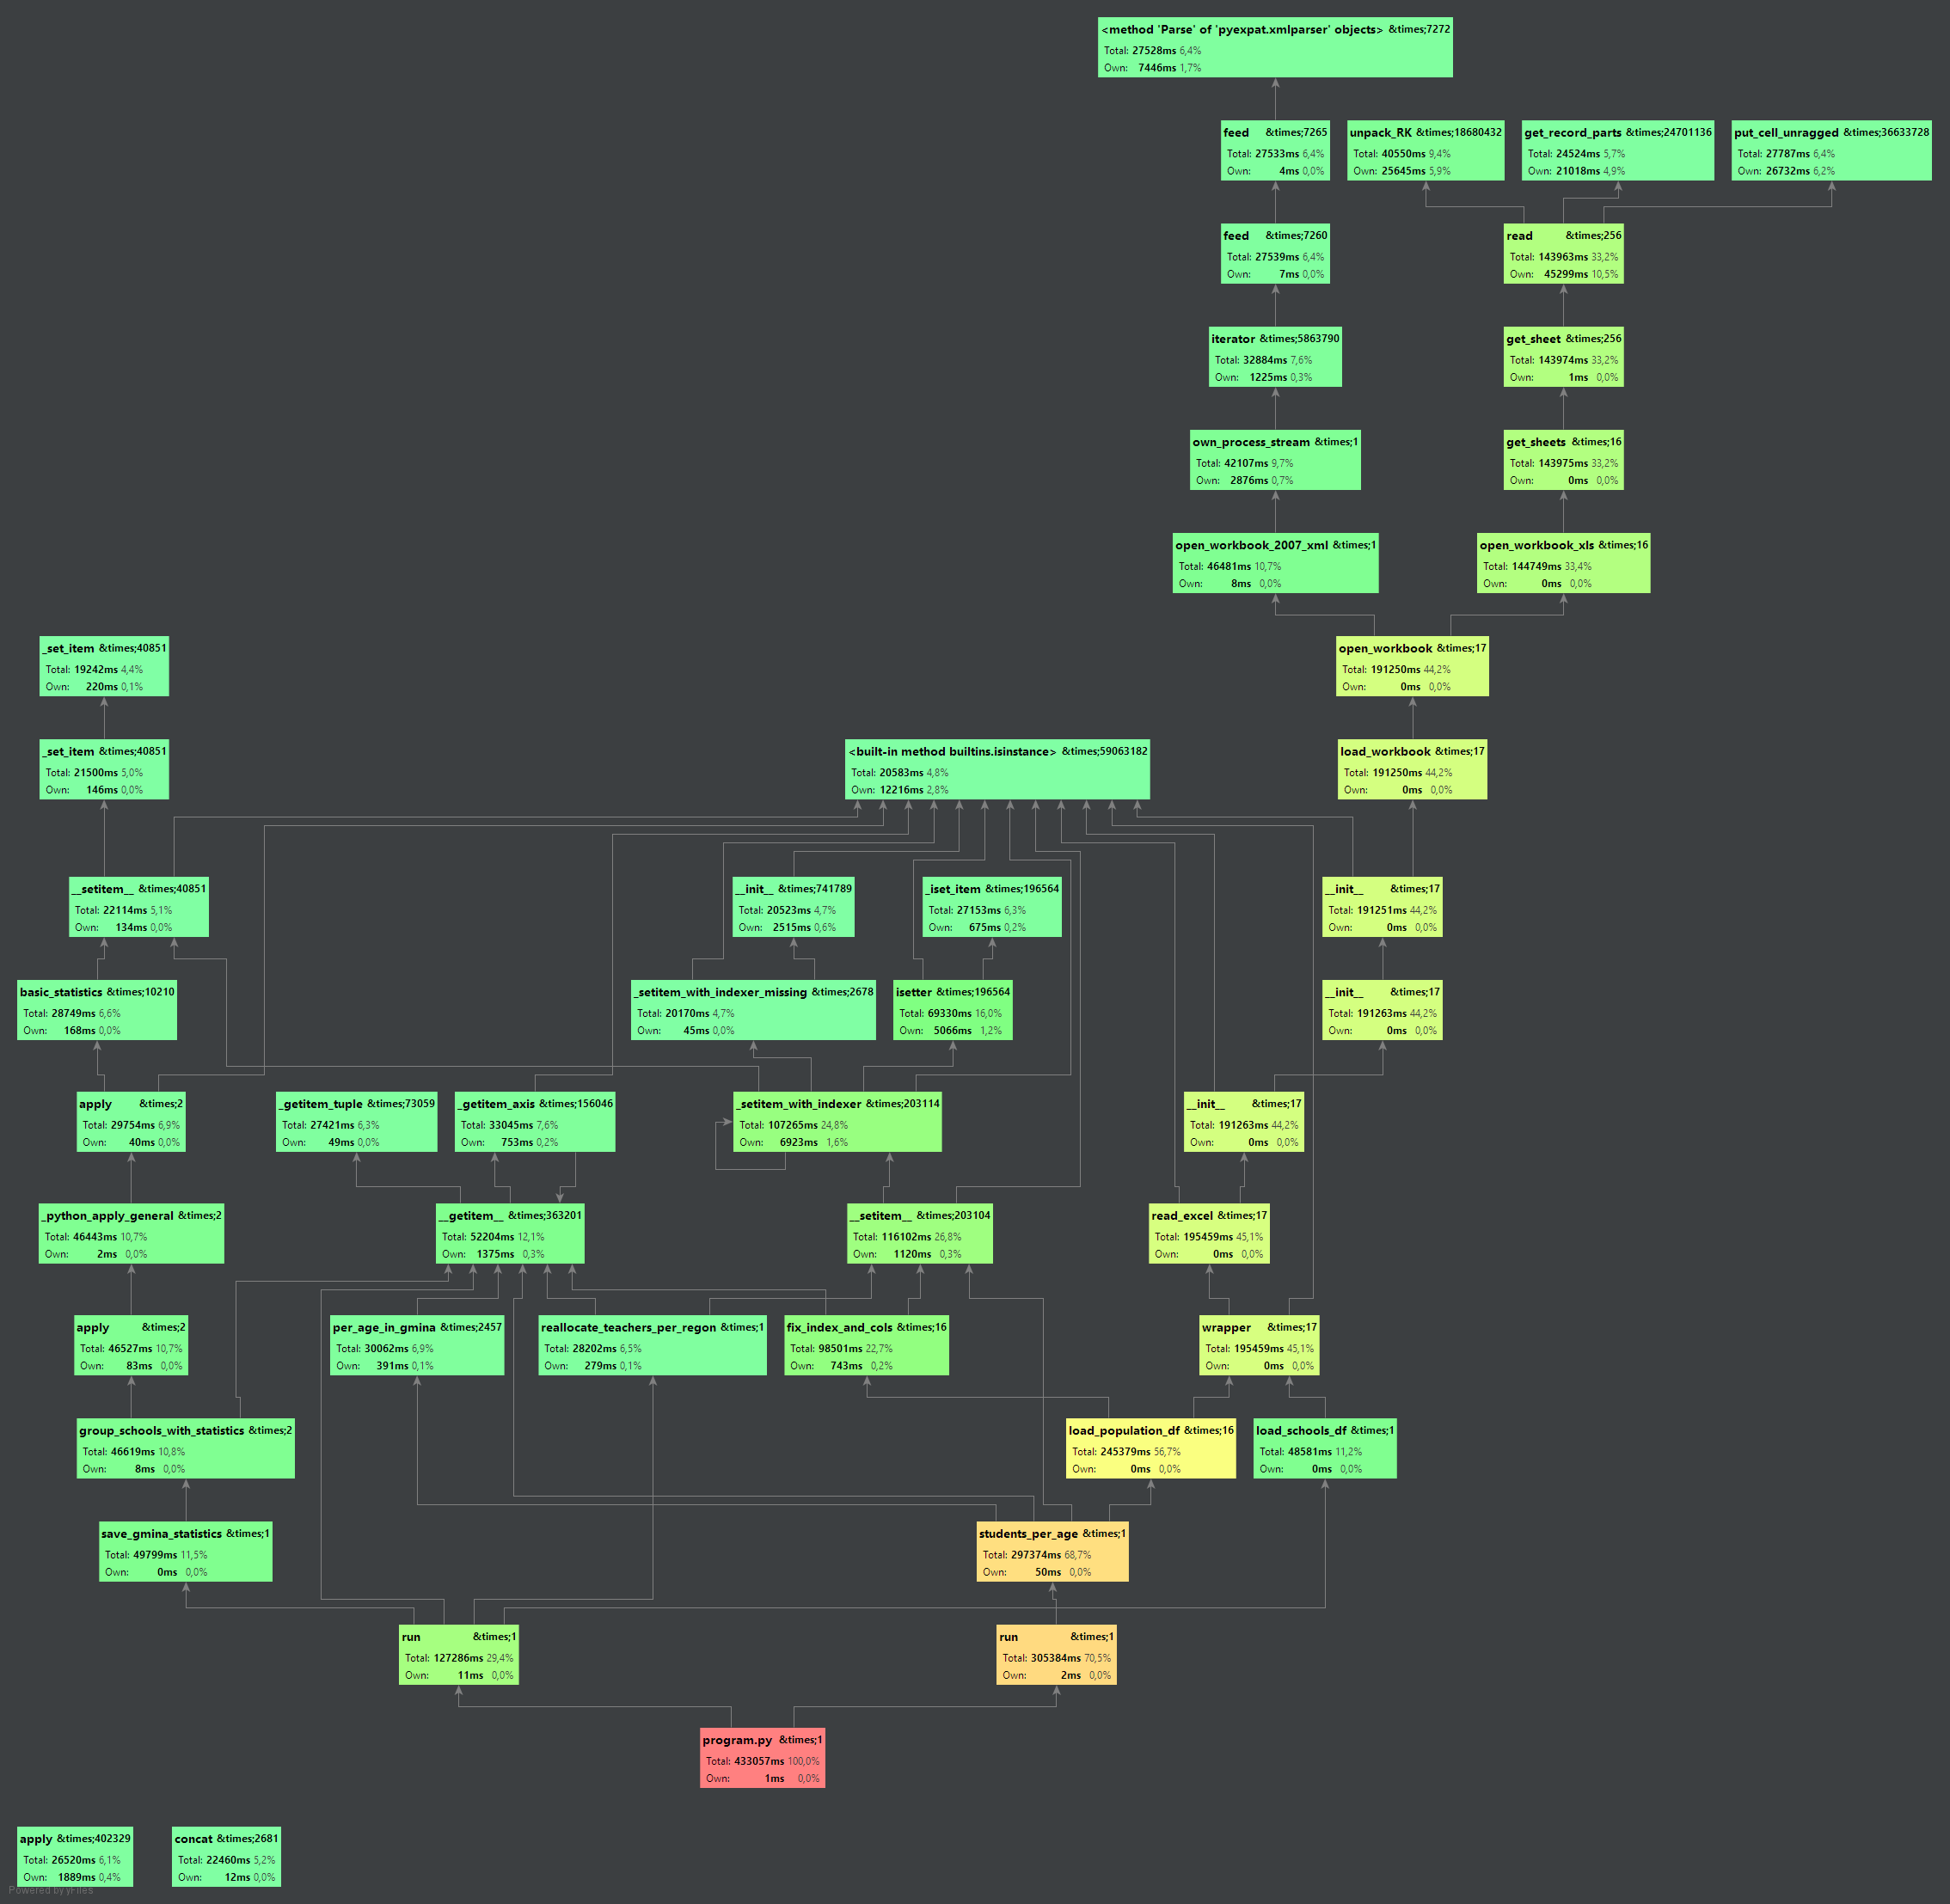 <method 'Parse' of 'pyexpat.xmlparser' objects> &times;7272
Total: 27528ms 6,4%
Own: 7446ms 1,7%
feed &times;7265
Total: 27533ms 6,4%
Own: 4ms 0,0%
unpack_RK &times;18680432
Total: 40550ms 9,4%
Own: 25645ms 5,9%
get_record_parts &times;24701136
Total: 24524ms 5,7%
Own: 21018ms 4,9%
put_cell_unragged &times;36633728
Total: 27787ms 6,4%
Own: 26732ms 6,2%
feed &times;7260
Total: 27539ms 6,4%
Own: 7ms 0,0%
read &times;256
Total: 143963ms 33,2%
Own: 45299ms 10,5%
iterator &times;5863790
Total: 32884ms 7,6%
Own: 1225ms 0,3%
get_sheet &times;256
Total: 143974ms 33,2%
Own: 1ms 0,0%
own_process_stream &times;1
Total: 42107ms 9,7%
Own: 2876ms 0,7%
get_sheets &times;16
Total: 143975ms 33,2%
Own: 0ms 0,0%
open_workbook_2007_xml &times;1
Total: 46481ms 10,7%
Own: 8ms 0,0%
open_workbook_xls &times;16
Total: 144749ms 33,4%
Own: 0ms 0,0%
_set_item &times;40851
Total: 19242ms 4,4%
Own: 220ms 0,1%
open_workbook &times;17
Total: 191250ms 44,2%
Own: 0ms 0,0%
_set_item &times;40851
Total: 21500ms 5,0%
Own: 146ms 0,0%
<built-in method builtins.isinstance> &times;59063182
Total: 20583ms 4,8%
Own: 12216ms 2,8%
load_workbook &times;17
Total: 191250ms 44,2%
Own: 0ms 0,0%
__setitem__ &times;40851
Total: 22114ms 5,1%
Own: 134ms 0,0%
__init__ &times;741789
Total: 20523ms 4,7%
Own: 2515ms 0,6%
_iset_item &times;196564
Total: 27153ms 6,3%
Own: 675ms 0,2%
__init__ &times;17
Total: 191251ms 44,2%
Own: 0ms 0,0%
basic_statistics &times;10210
Total: 28749ms 6,6%
Own: 168ms 0,0%
_setitem_with_indexer_missing &times;2678
Total: 20170ms 4,7%
Own: 45ms 0,0%
isetter &times;196564
Total: 69330ms 16,0%
Own: 5066ms 1,2%
__init__ &times;17
Total: 191263ms 44,2%
Own: 0ms 0,0%
apply &times;2
Total: 29754ms 6,9%
Own: 40ms 0,0%
_getitem_tuple &times;73059
Total: 27421ms 6,3%
Own: 49ms 0,0%
_getitem_axis &times;156046
Total: 33045ms 7,6%
Own: 753ms 0,2%
_setitem_with_indexer &times;203114
Total: 107265ms 24,8%
Own: 6923ms 1,6%
__init__ &times;17
Total: 191263ms 44,2%
Own: 0ms 0,0%
_python_apply_general &times;2
Total: 46443ms 10,7%
Own: 2ms 0,0%
__getitem__ &times;363201
Total: 52204ms 12,1%
Own: 1375ms 0,3%
__setitem__ &times;203104
Total: 116102ms 26,8%
Own: 1120ms 0,3%
read_excel &times;17
Total: 195459ms 45,1%
Own: 0ms 0,0%
apply &times;2
Total: 46527ms 10,7%
Own: 83ms 0,0%
per_age_in_gmina &times;2457
Total: 30062ms 6,9%
Own: 391ms 0,1%
reallocate_teachers_per_regon &times;1
Total: 28202ms 6,5%
Own: 279ms 0,1%
fix_index_and_cols &times;16
Total: 98501ms 22,7%
Own: 743ms 0,2%
wrapper &times;17
Total: 195459ms 45,1%
Own: 0ms 0,0%
group_schools_with_statistics &times;2
Total: 46619ms 10,8%
Own: 8ms 0,0%
load_population_df &times;16
Total: 245379ms 56,7%
Own: 0ms 0,0%
load_schools_df &times;1
Total: 48581ms 11,2%
Own: 0ms 0,0%
save_gmina_statistics &times;1
Total: 49799ms 11,5%
Own: 0ms 0,0%
students_per_age &times;1
Total: 297374ms 68,7%
Own: 50ms 0,0%
run &times;1
Total: 127286ms 29,4%
Own: 11ms 0,0%
run &times;1
Total: 305384ms 70,5%
Own: 2ms 0,0%
program.py &times;1
Total: 433057ms 100,0%
Own: 1ms 0,0%
apply &times;402329
Total: 26520ms 6,1%
Own: 1889ms 0,4%
concat &times;2681
Total: 22460ms 5,2%
Own: 12ms 0,0%
Powered by yFiles